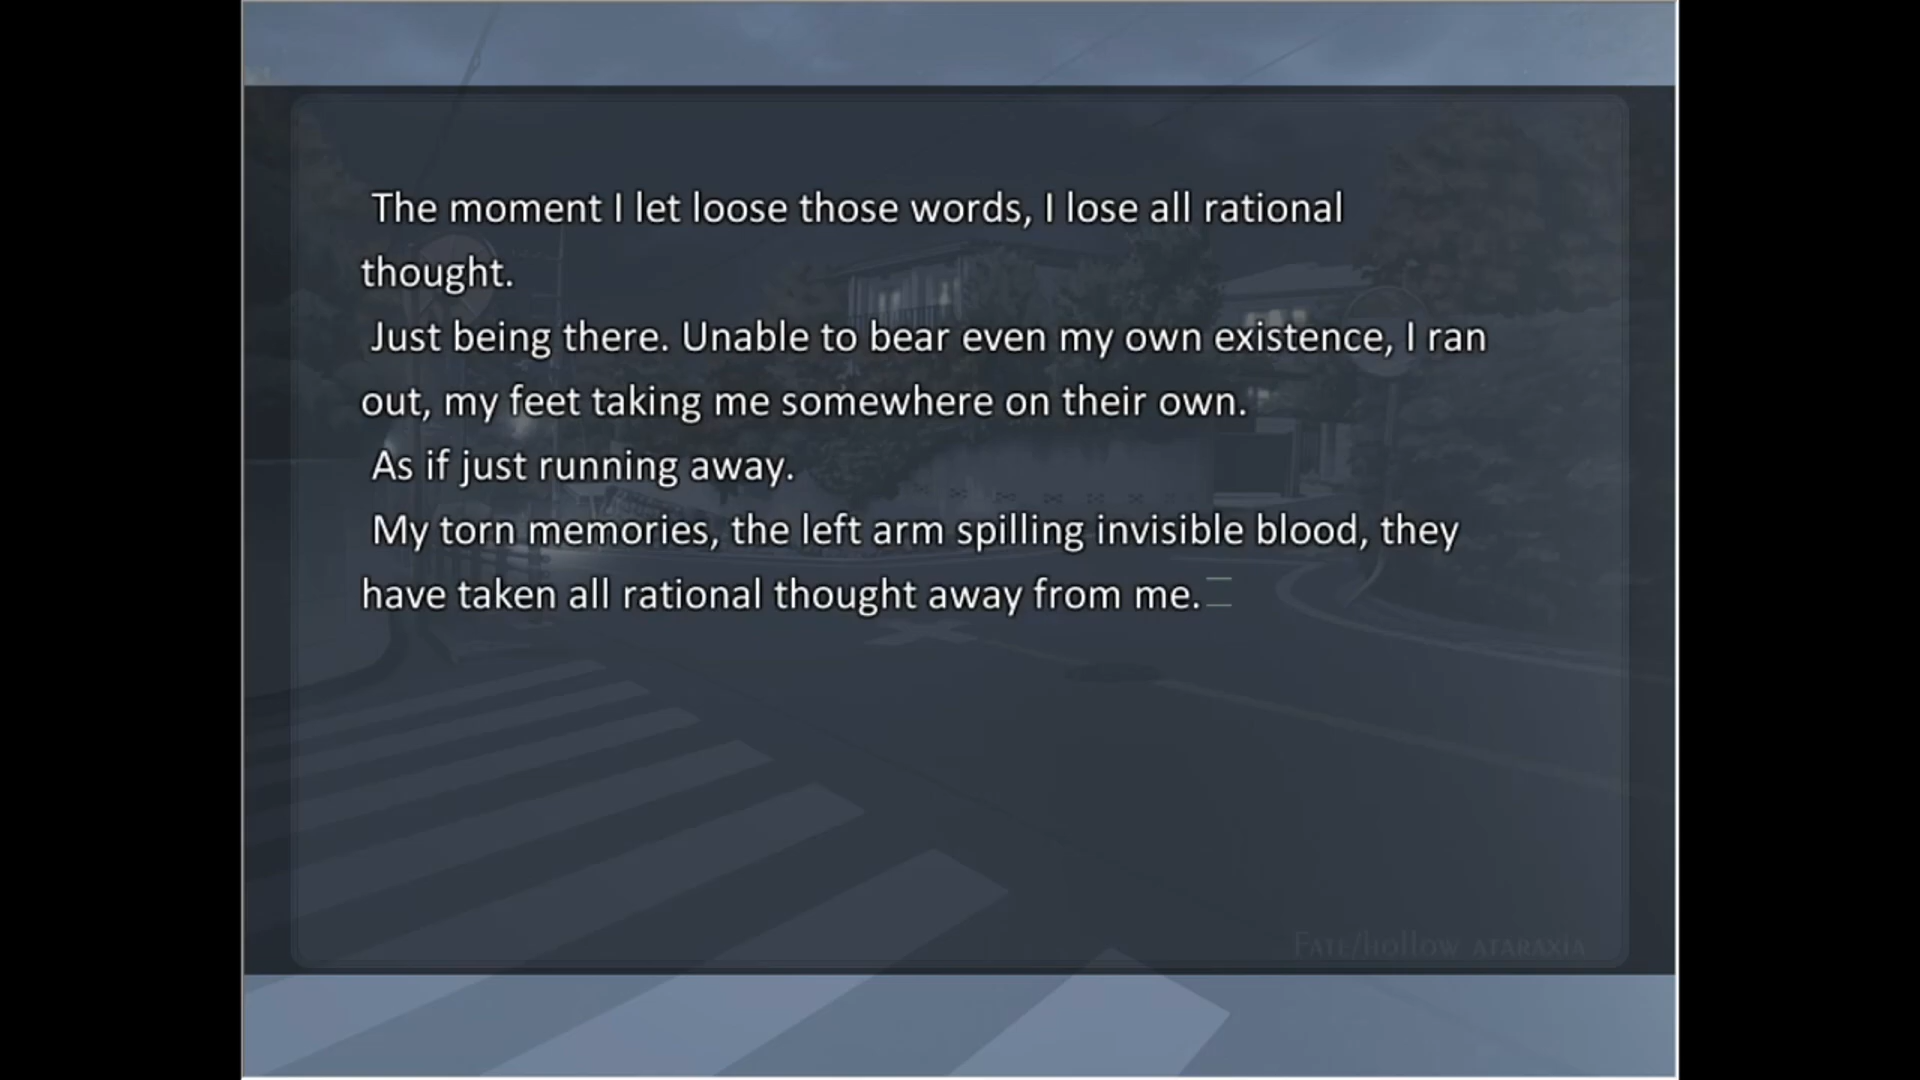 The moment I let loose those words, I lose all rational
thought.
Just being there. Unable to bear even my own existence, I ran
out, my feet taking me somewhere on their own.
As if just running away.
My torn memories, the left arm spilling invisible blood, they
have taken all rational thought away from me.
Fate/hollow ataraxia